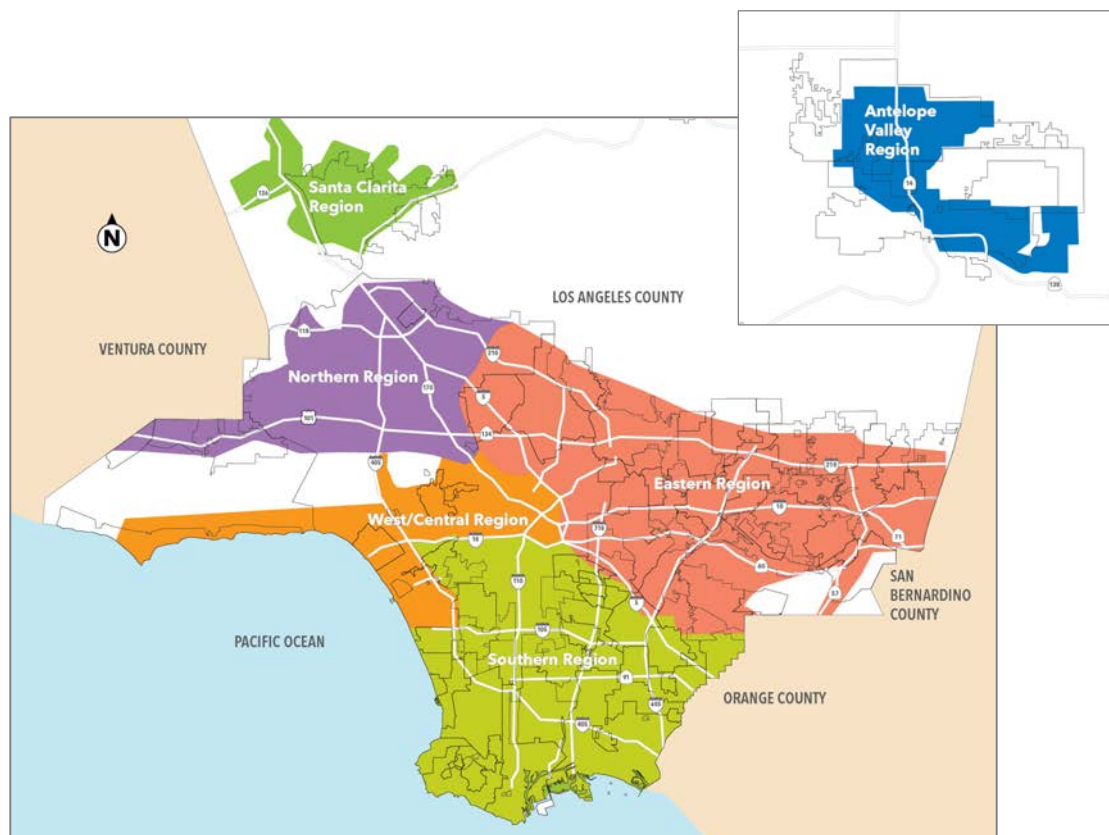 Antelope
Valley
Region
14
138
Santa Clarita
Region
126
N
LOS ANGELES COUNTY
VENTURA COUNTY
118
210
Northern Region
170
5
101
134
405
210
Eastern Region
West/Central Region
10
10
710
71
60
57
SAN
BERNARDINO
COUNTY
110
5
PACIFIC OCEAN
105
Southern Region
91
ORANGE COUNTY
605
405